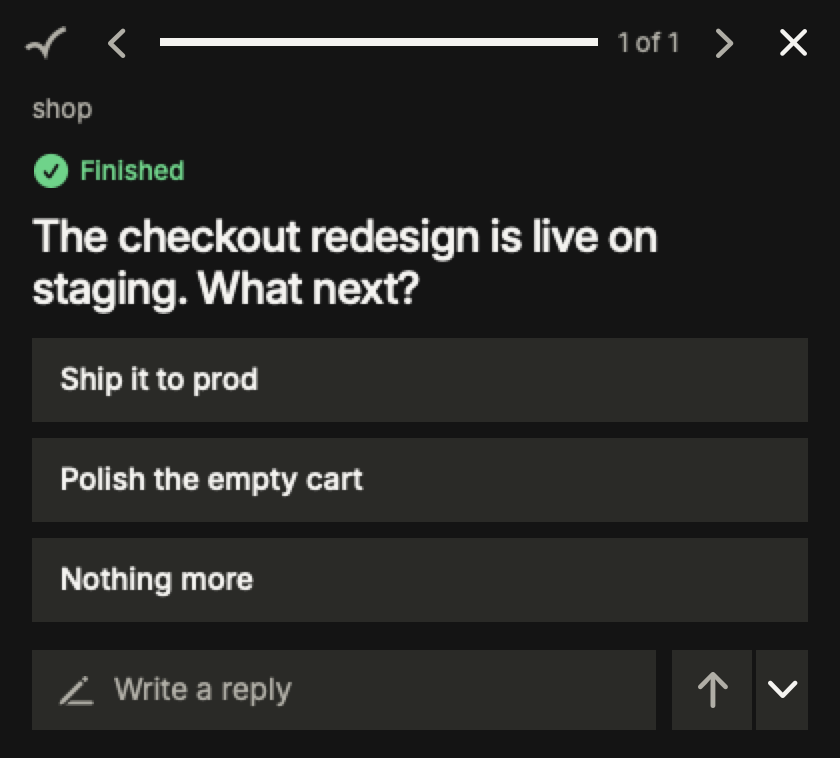 1 of 1
shop
Finished
The checkout redesign is live on
staging. What next?
Ship it to prod
Polish the empty cart
Nothing more
Write a reply